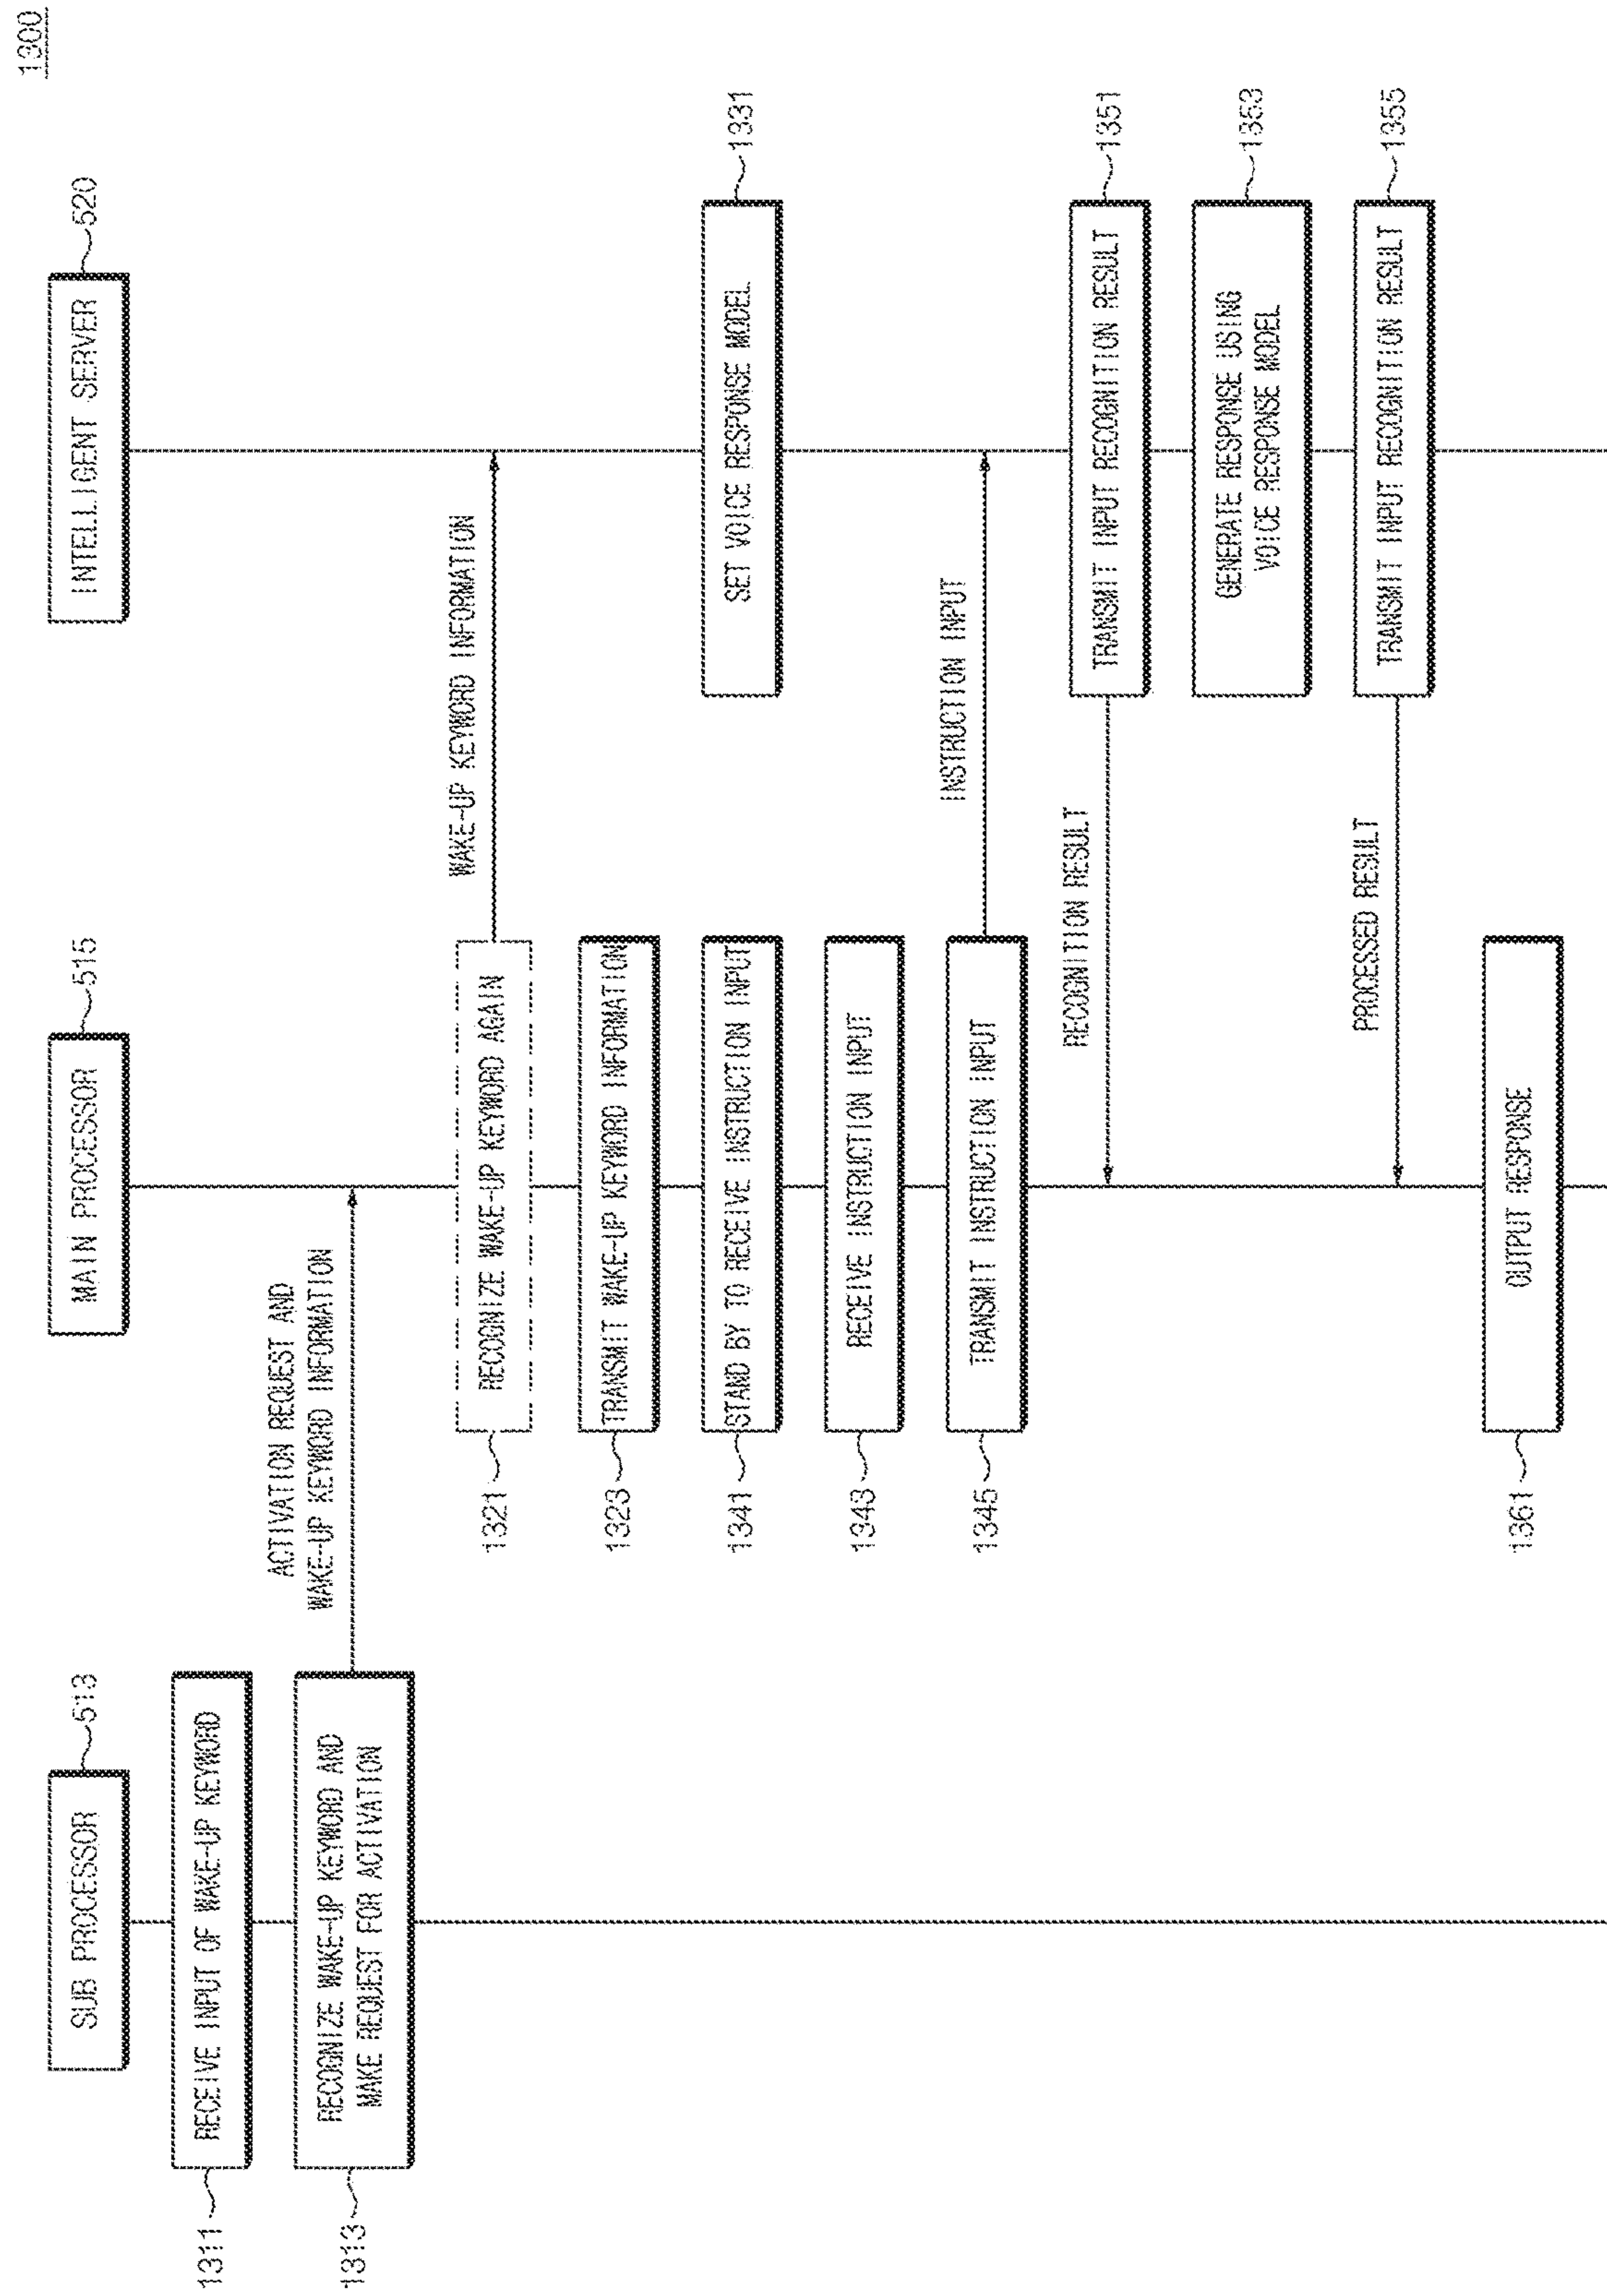 1300
SUB PROCESSOR
513
MAIN PROCESSOR
515
INTELLIGENT SERVER
520
1311
RECEIVE INPUT OF WAKE-UP KEYWORD
1313
RECOGNIZE WAKE-UP KEYWORD AND
MAKE REQUEST FOR ACTIVATION
ACTIVATION REQUEST AND
WAKE-UP KEYWORD INFORMATION
1321
RECOGNIZE WAKE-UP KEYWORD AGAIN
WAKE-UP KEYWORD INFORMATION
1323
TRANSMIT WAKE-UP KEYWORD INFORMATION
1341
STAND BY TO RECEIVE INSTRUCTION INPUT
SET VOICE RESPONSE MODEL
1331
1343
RECEIVE INSTRUCTION INPUT
1345
TRANSMIT INSTRUCTION INPUT
INSTRUCTION INPUT
RECOGNITION RESULT
TRANSMIT INPUT RECOGNITION RESULT
1351
GENERATE RESPONSE USING
VOICE RESPONSE MODEL
1353
PROCESSED RESULT
TRANSMIT INPUT RECOGNITION RESULT
1355
1361
OUTPUT RESPONSE